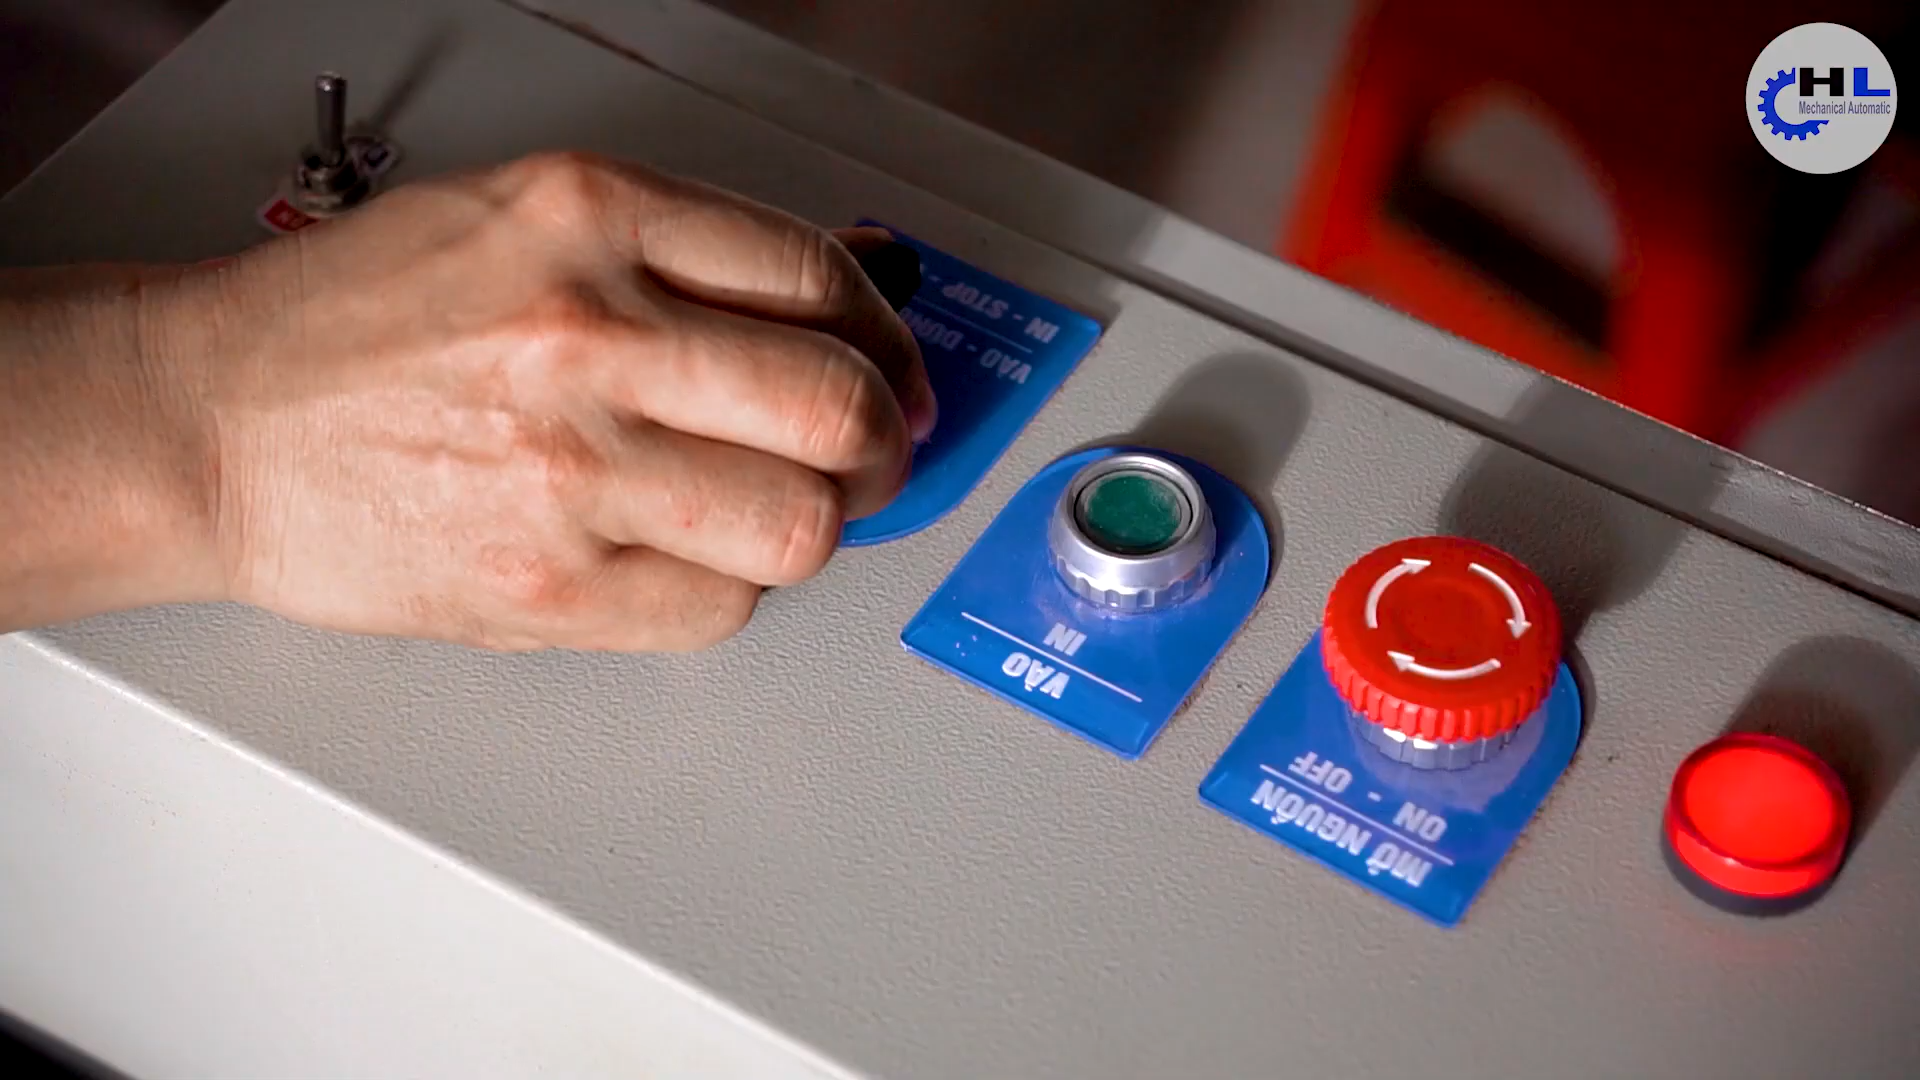 HL
Mechanical Automatic
VÀO - DỪNG
IN - STOP -
VÀO
IN
MỞ NGUỒN
ON - OFF